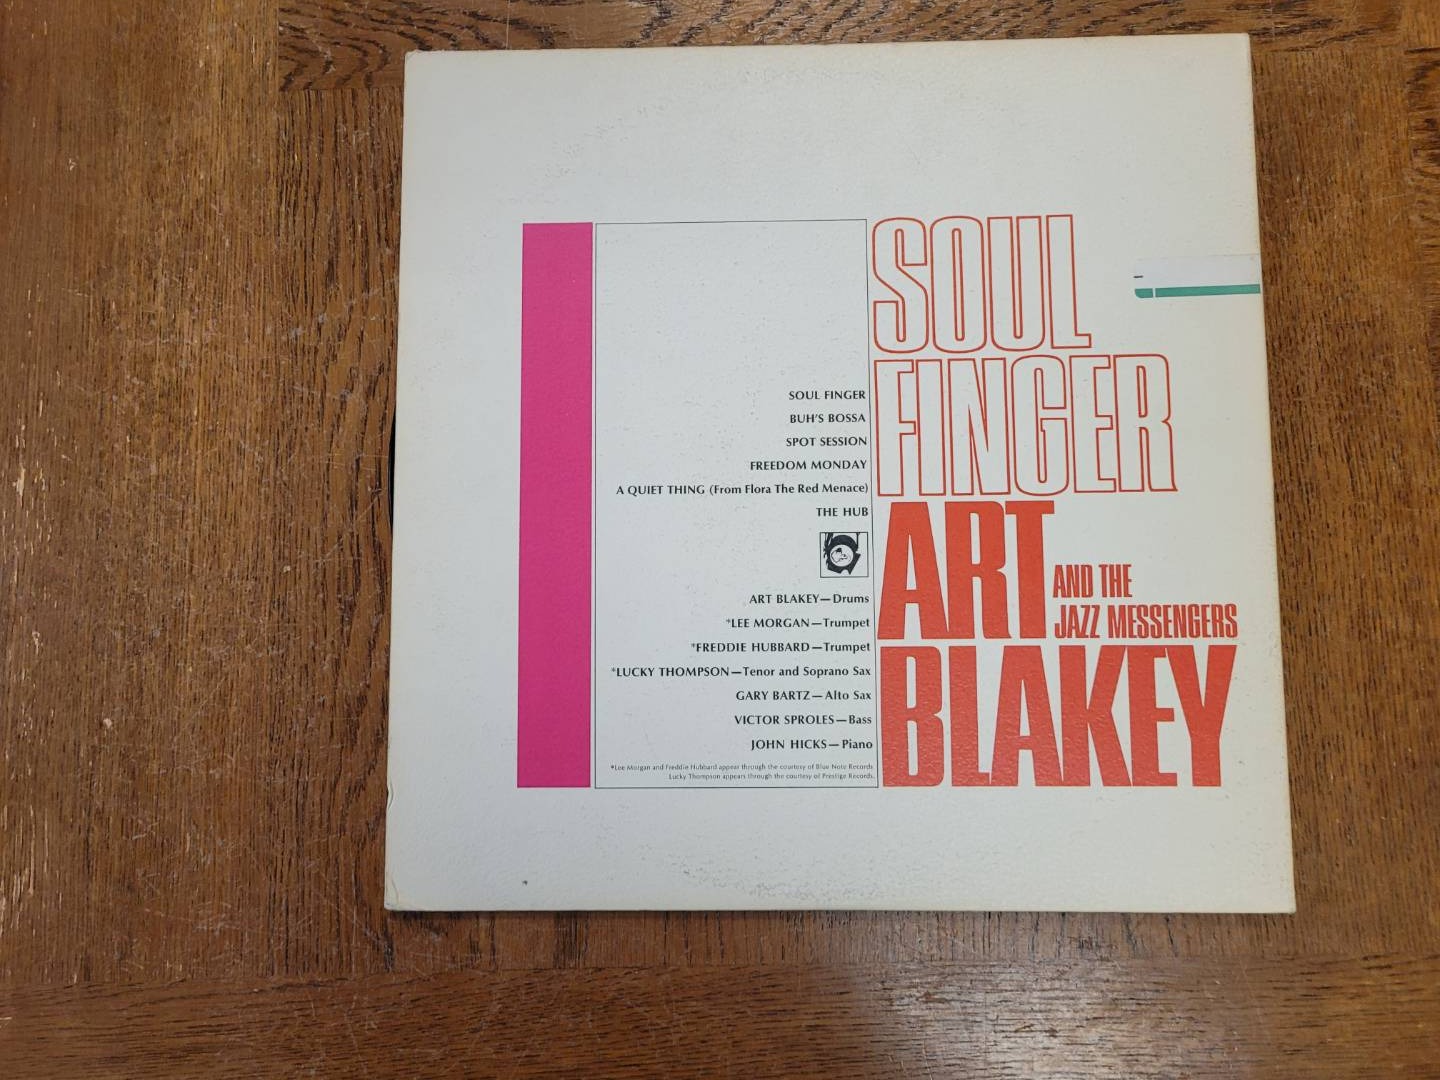 SOUL
FINGER
ART
AND THE
JAZZ MESSENGERS
BLAKEY
SOUL FINGER
BUH'S BOSSA
SPOT SESSION
FREEDOM MONDAY
A QUIET THING (From Flora The Red Menace)
THE HUB
ART BLAKEY—Drums
*LEE MORGAN—Trumpet
*FREDDIE HUBBARD—Trumpet
*LUCKY THOMPSON—Tenor and Soprano Sax
GARY BARTZ—Alto Sax
VICTOR SPROLES—Bass
JOHN HICKS—Piano
*Lee Morgan and Freddie Hubbard appear through the courtesy of Blue Note Records
Lucky Thompson appears through the courtesy of Prestige Records.